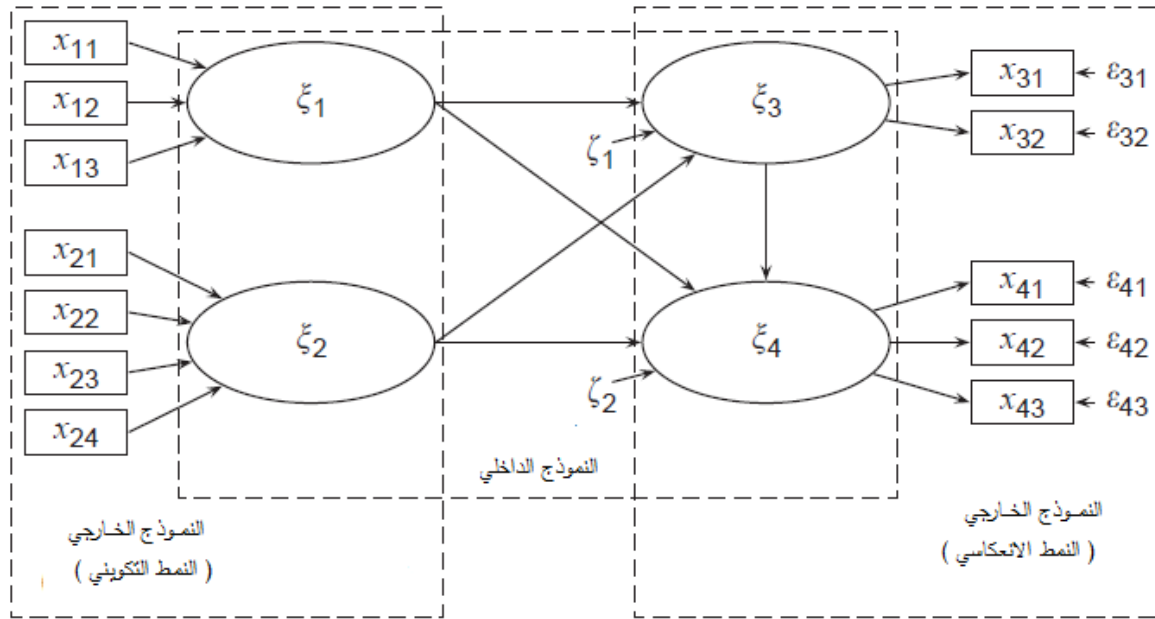 x11
x12
x13
x21
x22
x23
x24
ξ1
ξ2
ζ1
ζ2
ξ3
ξ4
x31 ε31
x32 ε32
x41 ε41
x42 ε42
x43 ε43
النموذج الداخلي
النموذج الخارجي
( النمط التكويني )
النموذج الخارجي
( النمط الانعكاسي )